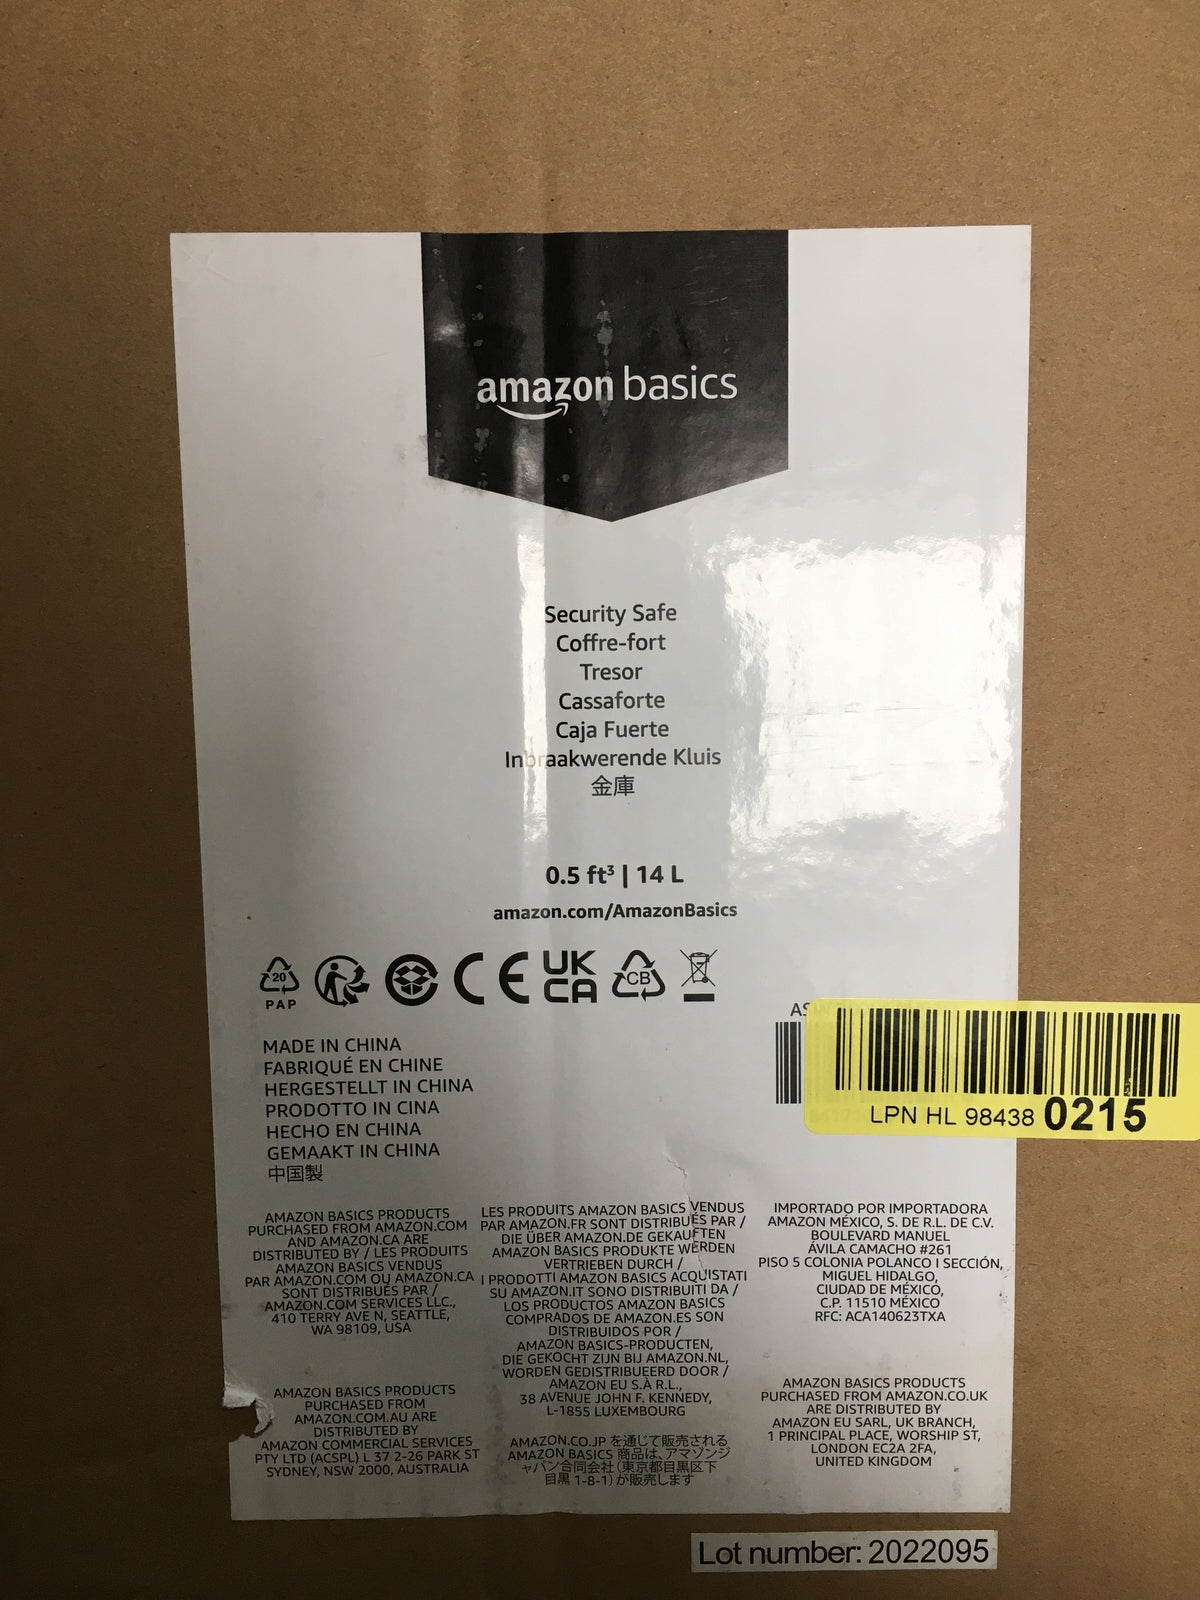 amazon basics
Security Safe
Coffre-fort
Tresor
Cassaforte
Caja Fuerte
Inbraakwerende Kluis
金庫
0.5 ft³ | 14 L
amazon.com/AmazonBasics
20
PAP
CE
UK
CA
CB
MADE IN CHINA
FABRIQUÉ EN CHINE
HERGESTELLT IN CHINA
PRODOTTO IN CINA
HECHO EN CHINA
GEMAAKT IN CHINA
中国製
LPN HL 98438 0215
AMAZON BASICS PRODUCTS
PURCHASED FROM AMAZON.COM
AND AMAZON.CA ARE
DISTRIBUTED BY / LES PRODUITS
AMAZON BASICS VENDUS
PAR AMAZON.COM OU AMAZON.CA
SONT DISTRIBUÉS PAR /
AMAZON.COM SERVICES LLC.,
410 TERRY AVE N, SEATTLE,
WA 98109, USA
AMAZON BASICS PRODUCTS
PURCHASED FROM
AMAZON.COM.AU ARE
DISTRIBUTED BY
AMAZON COMMERCIAL SERVICES
PTY LTD (ACSPL) L 37 2-26 PARK ST
SYDNEY, NSW 2000, AUSTRALIA
LES PRODUITS AMAZON BASICS VENDUS
PAR AMAZON.FR SONT DISTRIBUÉS PAR /
DIE ÜBER AMAZON.DE GEKAUFTEN
AMAZON BASICS PRODUKTE WERDEN
VERTRIEBEN DURCH /
I PRODOTTI AMAZON BASICS ACQUISTATI
SU AMAZON.IT SONO DISTRIBUITI DA /
LOS PRODUCTOS AMAZON BASICS
COMPRADOS DE AMAZON.ES SON
DISTRIBUIDOS POR /
AMAZON BASICS-PRODUCTEN,
DIE GEKOCHT ZIJN BIJ AMAZON.NL,
WORDEN GEDISTRIBUEERD DOOR /
AMAZON EU S.À R.L.,
38 AVENUE JOHN F. KENNEDY,
L-1855 LUXEMBOURG
AMAZON.CO.JP を通じて販売される
AMAZON BASICS 商品は、アマゾンジ
ャパン合同会社（東京都目黒区下
目黒 1-8-1）が販売します
IMPORTADO POR IMPORTADORA
AMAZON MÉXICO, S. DE R.L. DE C.V.
BOULEVARD MANUEL
ÁVILA CAMACHO #261
PISO 5 COLONIA POLANCO I SECCIÓN,
MIGUEL HIDALGO,
CIUDAD DE MÉXICO,
C.P. 11510 MÉXICO
RFC: ACA140623TXA
AMAZON BASICS PRODUCTS
PURCHASED FROM AMAZON.CO.UK
ARE DISTRIBUTED BY
AMAZON EU SARL, UK BRANCH,
1 PRINCIPAL PLACE, WORSHIP ST,
LONDON EC2A 2FA,
UNITED KINGDOM
Lot number: 2022095